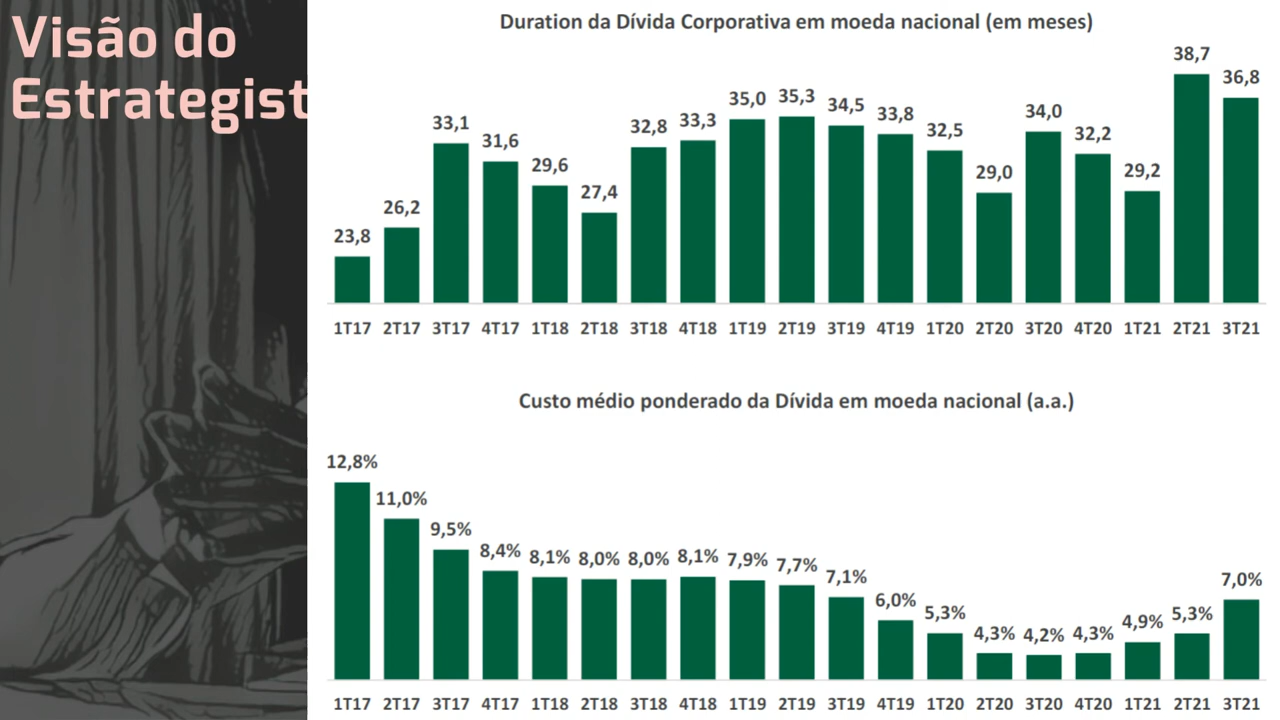 Visão do
Estrategist
Duration da Dívida Corporativa em moeda nacional (em meses)
23,8 26,2 33,1 31,6 29,6 27,4 32,8 33,3 35,0 35,3 34,5 33,8 32,5 29,0 34,0 32,2 29,2 38,7 36,8
1T17 2T17 3T17 4T17 1T18 2T18 3T18 4T18 1T19 2T19 3T19 4T19 1T20 2T20 3T20 4T20 1T21 2T21 3T21
Custo médio ponderado da Dívida em moeda nacional (a.a.)
12,8% 11,0% 9,5% 8,4% 8,1% 8,0% 8,0% 8,1% 7,9% 7,7% 7,1% 6,0% 5,3% 4,3% 4,2% 4,3% 4,9% 5,3% 7,0%
1T17 2T17 3T17 4T17 1T18 2T18 3T18 4T18 1T19 2T19 3T19 4T19 1T20 2T20 3T20 4T20 1T21 2T21 3T21